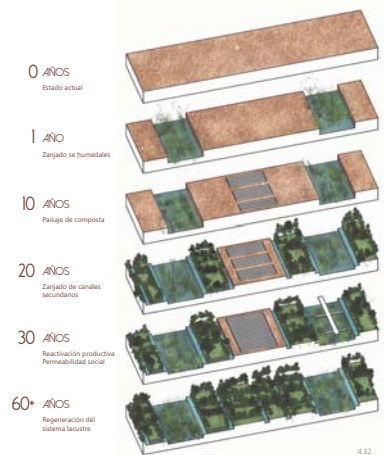 0 AÑOS
Estado actual
1 AÑO
Zanjado se humedales
10 AÑOS
Paisaje de composta
20 AÑOS
Zanjado de canales
secundarios
30 AÑOS
Reactivación productiva
Permeabilidad social
60+ AÑOS
Regeneración del
sistema lacustre
4.32